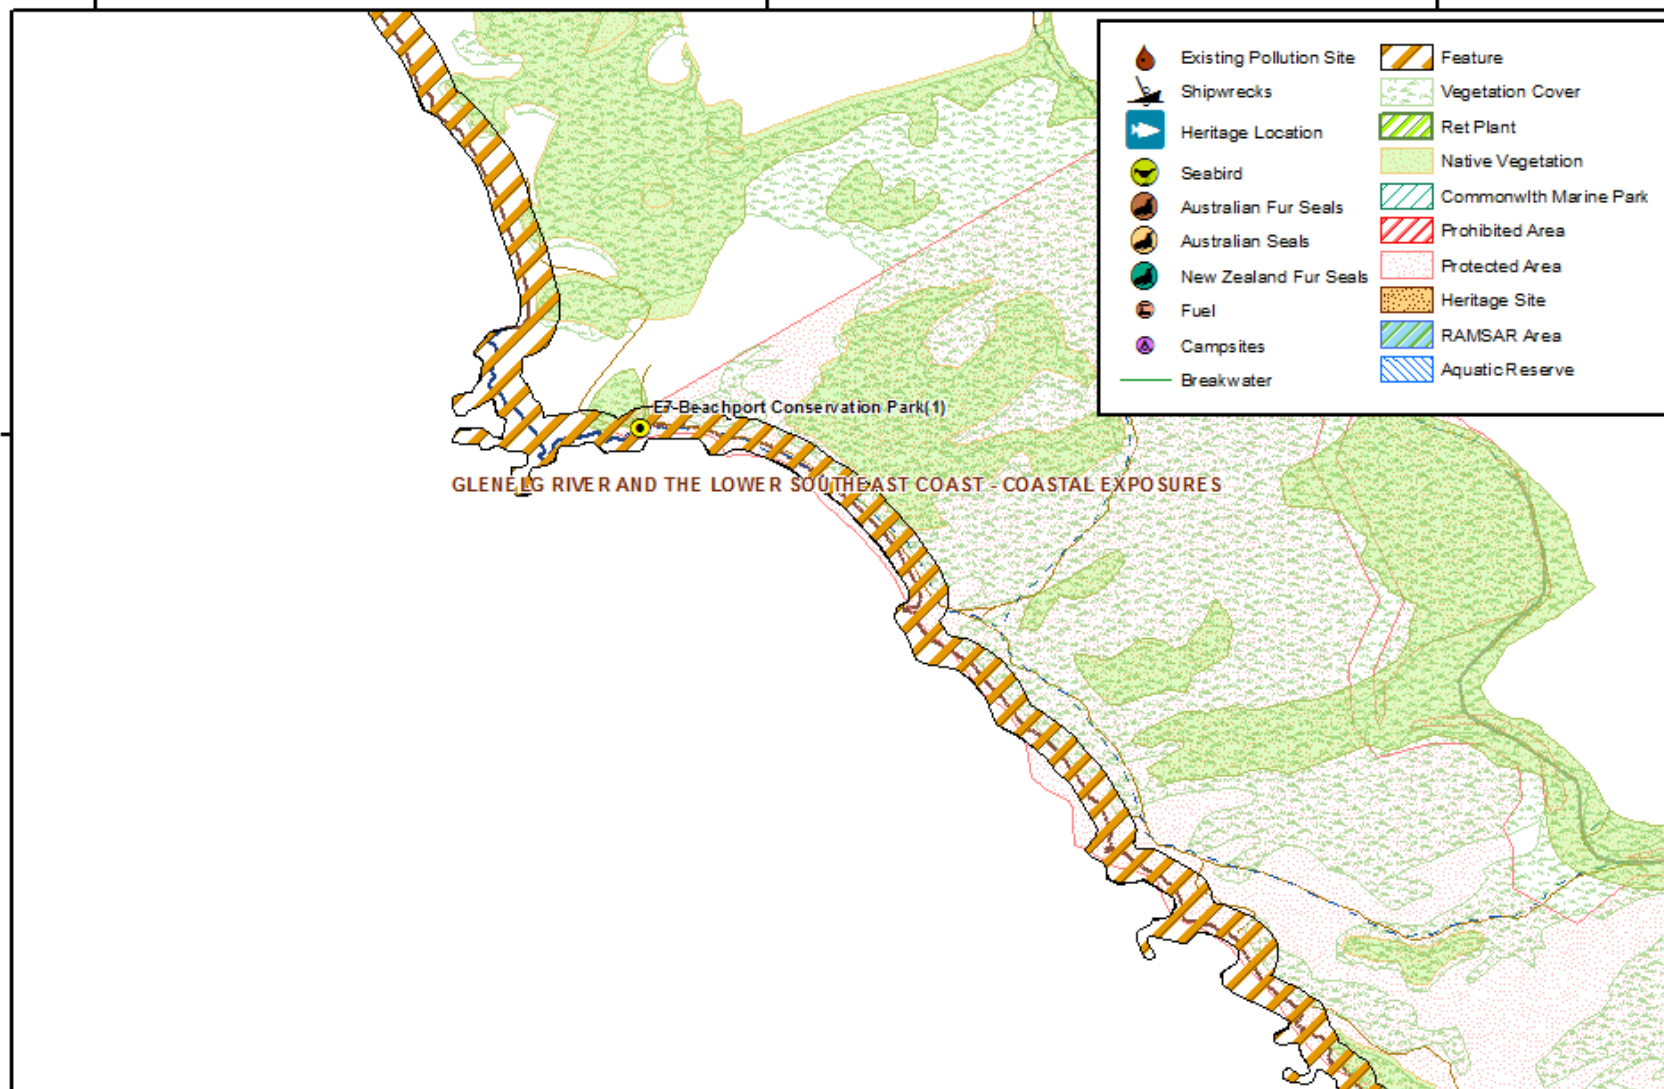 Existing Pollution Site
Shipwrecks
Heritage Location
Seabird
Australian Fur Seals
Australian Seals
New Zealand Fur Seals
Fuel
Campsites
Breakwater
Feature
Vegetation Cover
Ret Plant
Native Vegetation
Commonwlth Marine Park
Prohibited Area
Protected Area
Heritage Site
RAMSAR Area
Aquatic Reserve
E7-Beachport Conservation Park(1)
GLENELG RIVER AND THE LOWER SOUTHEAST COAST - COASTAL EXPOSURES